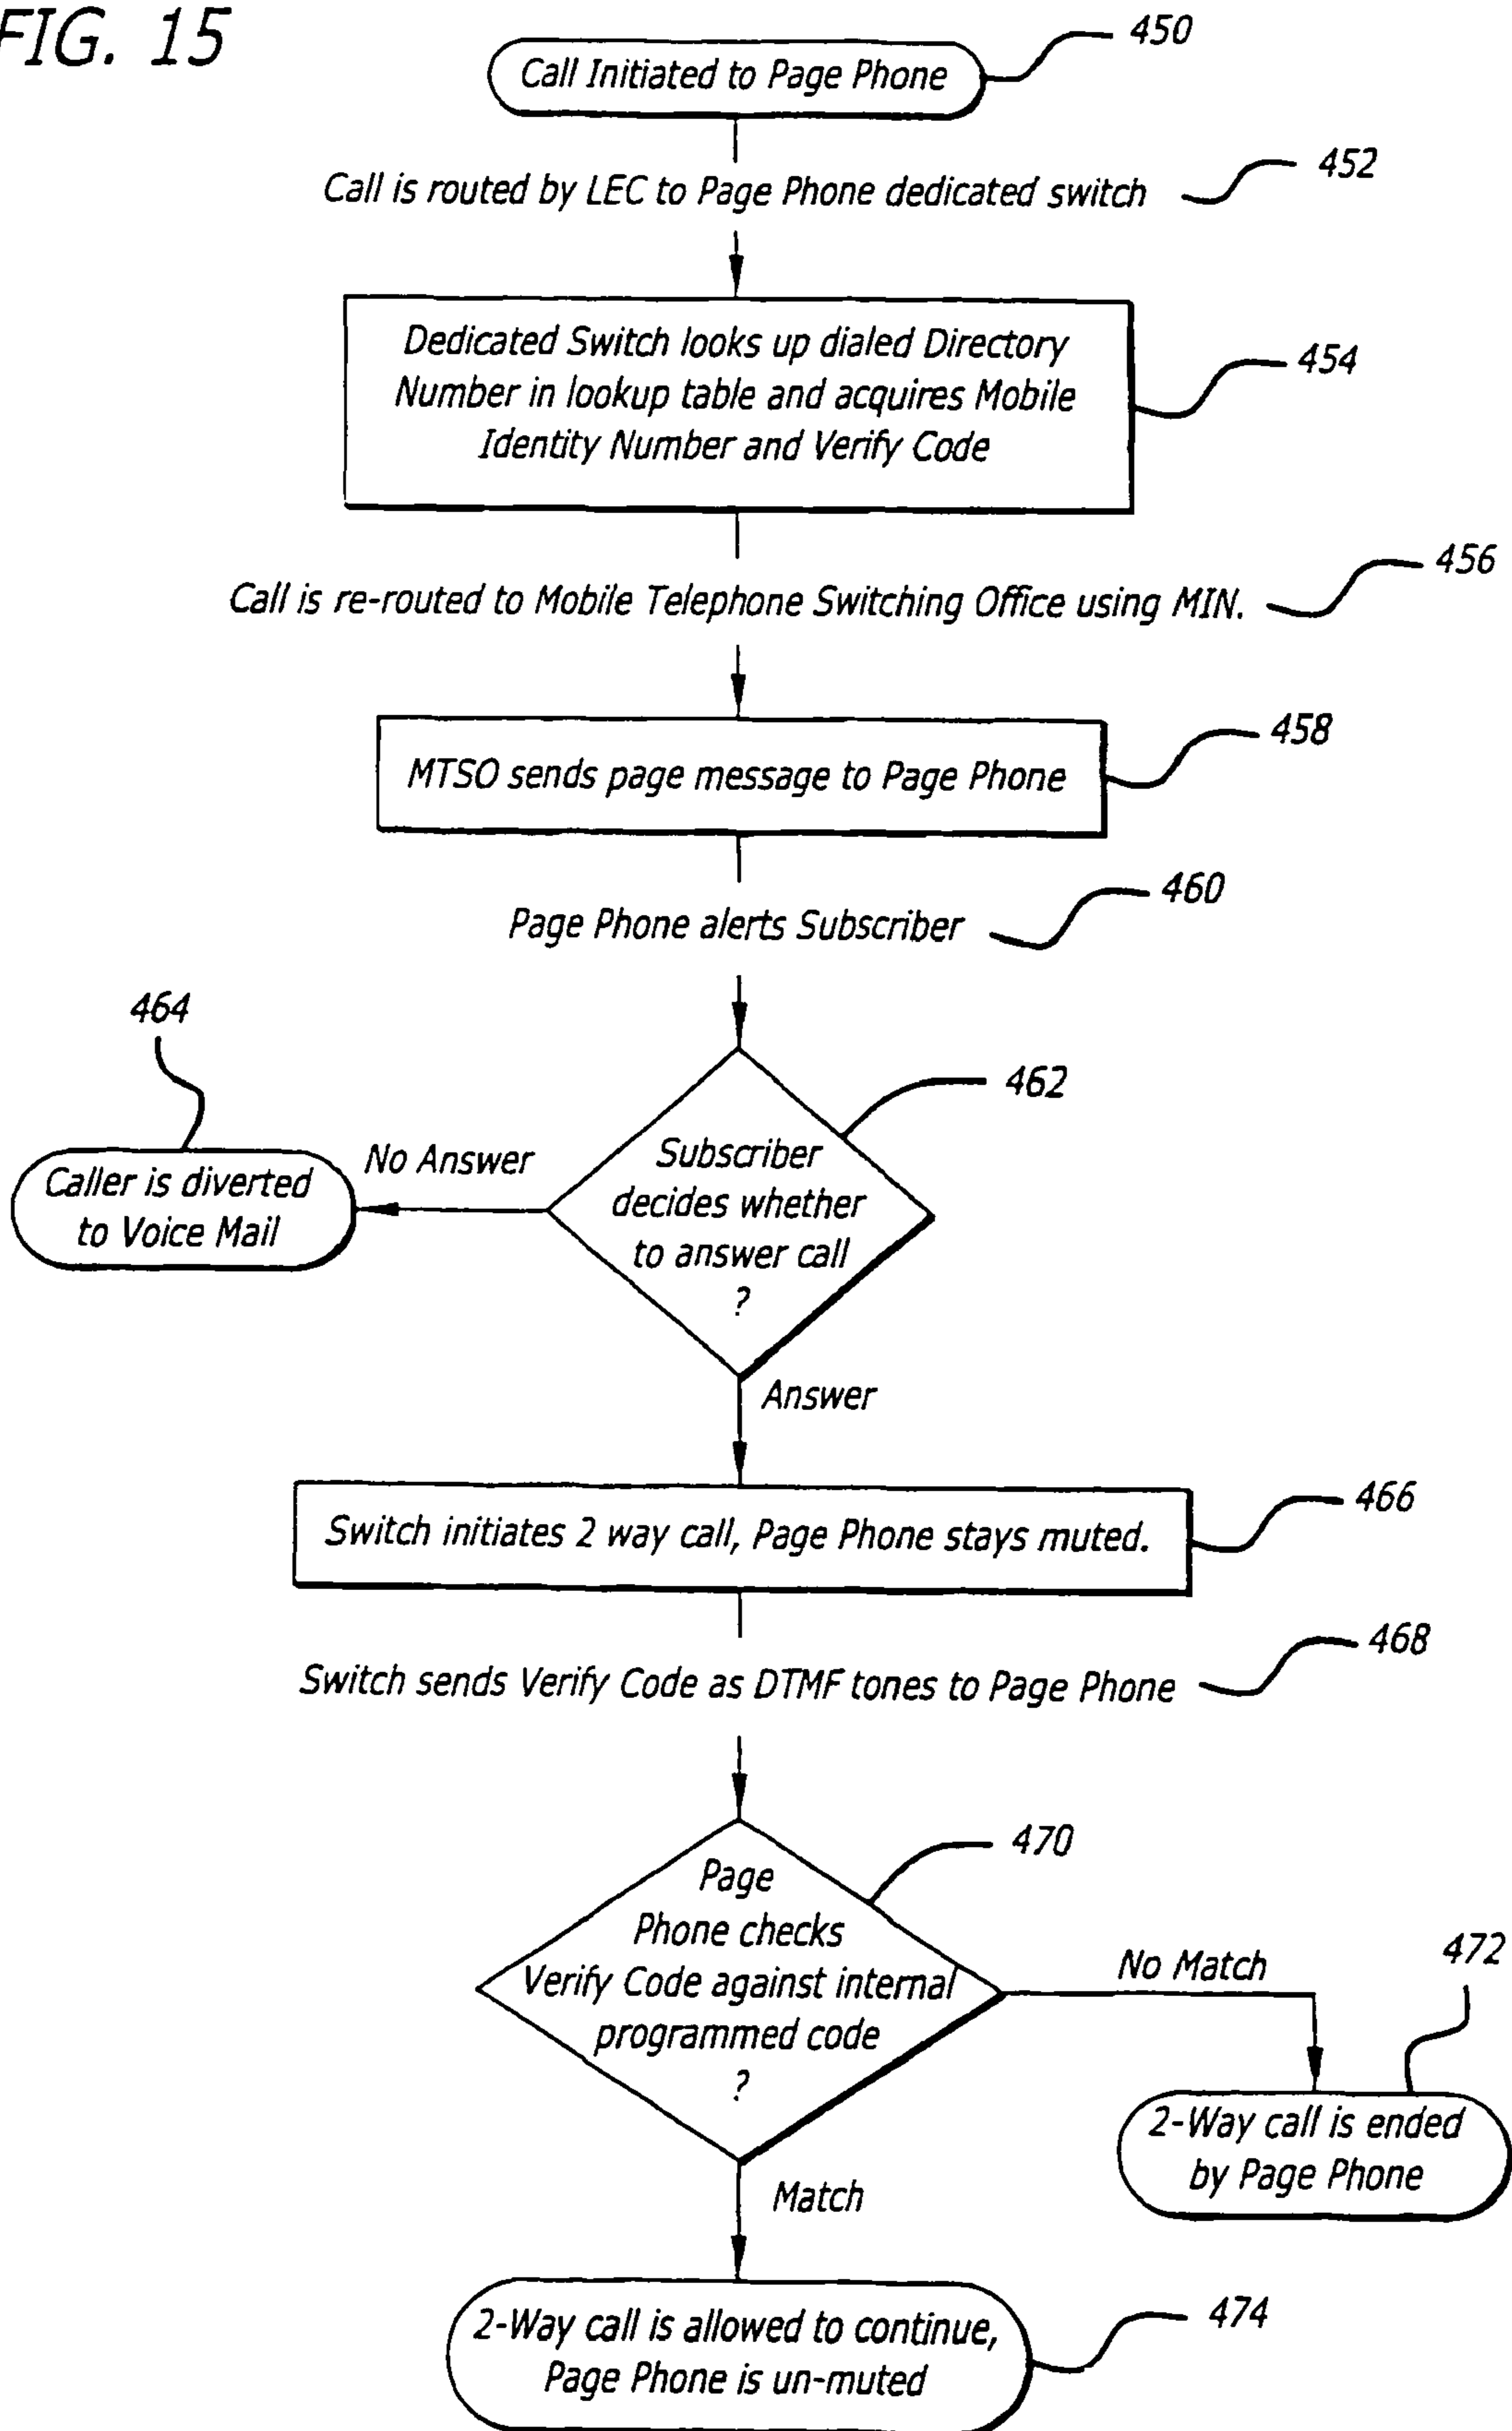 FIG. 15
450
Call Initiated to Page Phone
452
Call is routed by LEC to Page Phone dedicated switch
454
Dedicated Switch looks up dialed Directory
Number in lookup table and acquires Mobile
Identity Number and Verify Code
456
Call is re-routed to Mobile Telephone Switching Office using MIN.
458
MTSO sends page message to Page Phone
460
Page Phone alerts Subscriber
464
462
Caller is diverted
to Voice Mail
No Answer
Subscriber
decides whether
to answer call
?
Answer
466
Switch initiates 2 way call, Page Phone stays muted.
468
Switch sends Verify Code as DTMF tones to Page Phone
470
Page
Phone checks
Verify Code against internal
programmed code
?
No Match
472
2-Way call is ended
by Page Phone
Match
474
2-Way call is allowed to continue,
Page Phone is un-muted